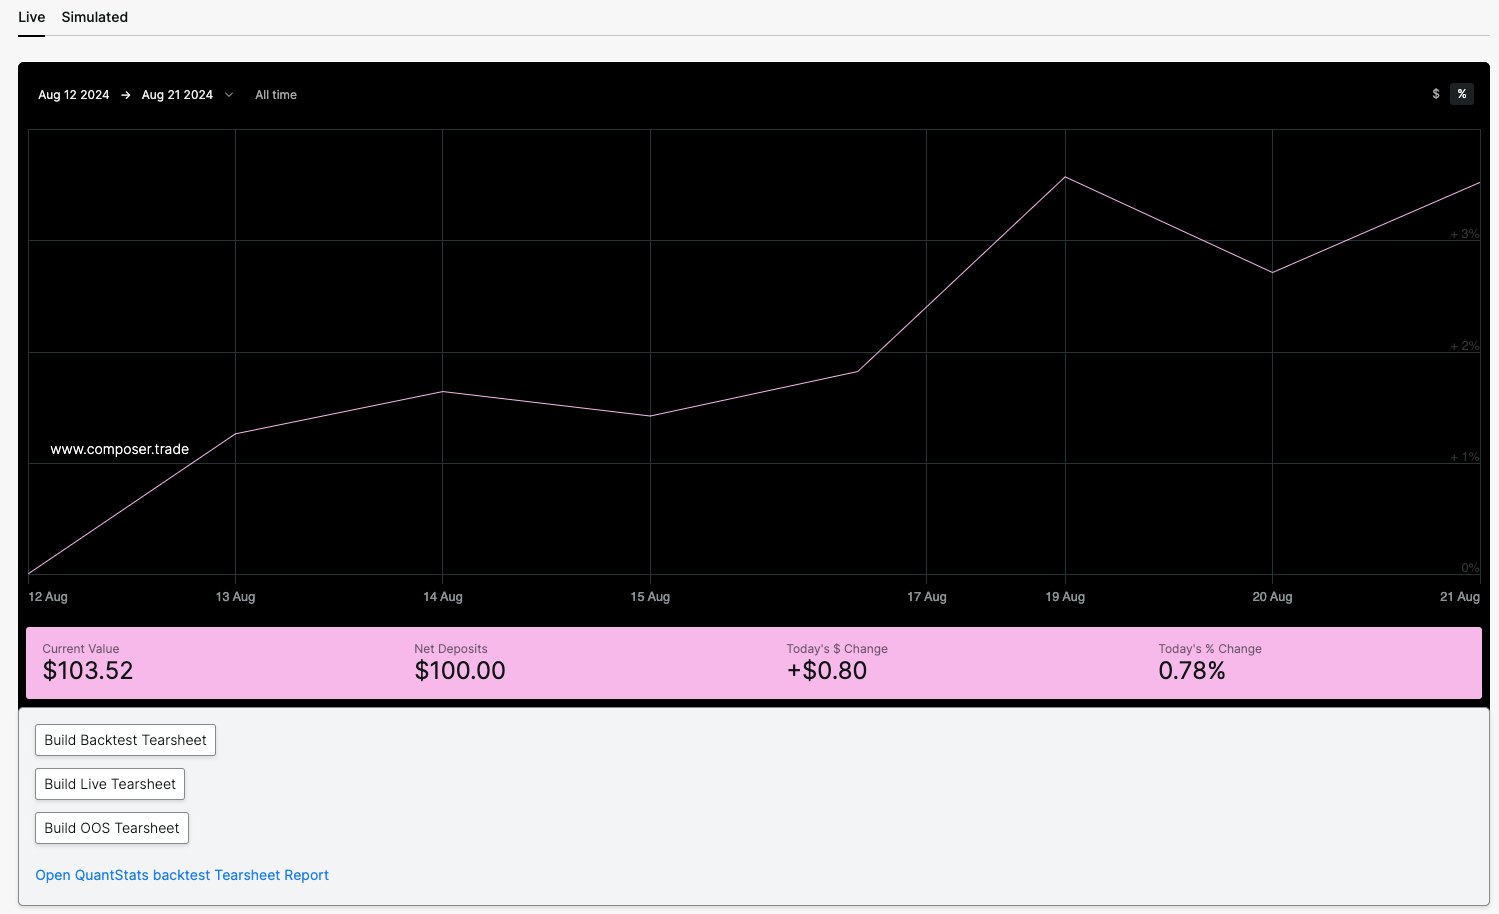 Live Simulated
Aug 12 2024 → Aug 21 2024 All time $ %
+ 3%
+ 2%
www.composer.trade
+ 1%
0%
12 Aug 13 Aug 14 Aug 15 Aug 17 Aug 19 Aug 20 Aug 21 Aug
Current Value Net Deposits Today's $ Change Today's % Change
$103.52 $100.00 +$0.80 0.78%
Build Backtest Tearsheet
Build Live Tearsheet
Build OOS Tearsheet
Open QuantStats backtest Tearsheet Report